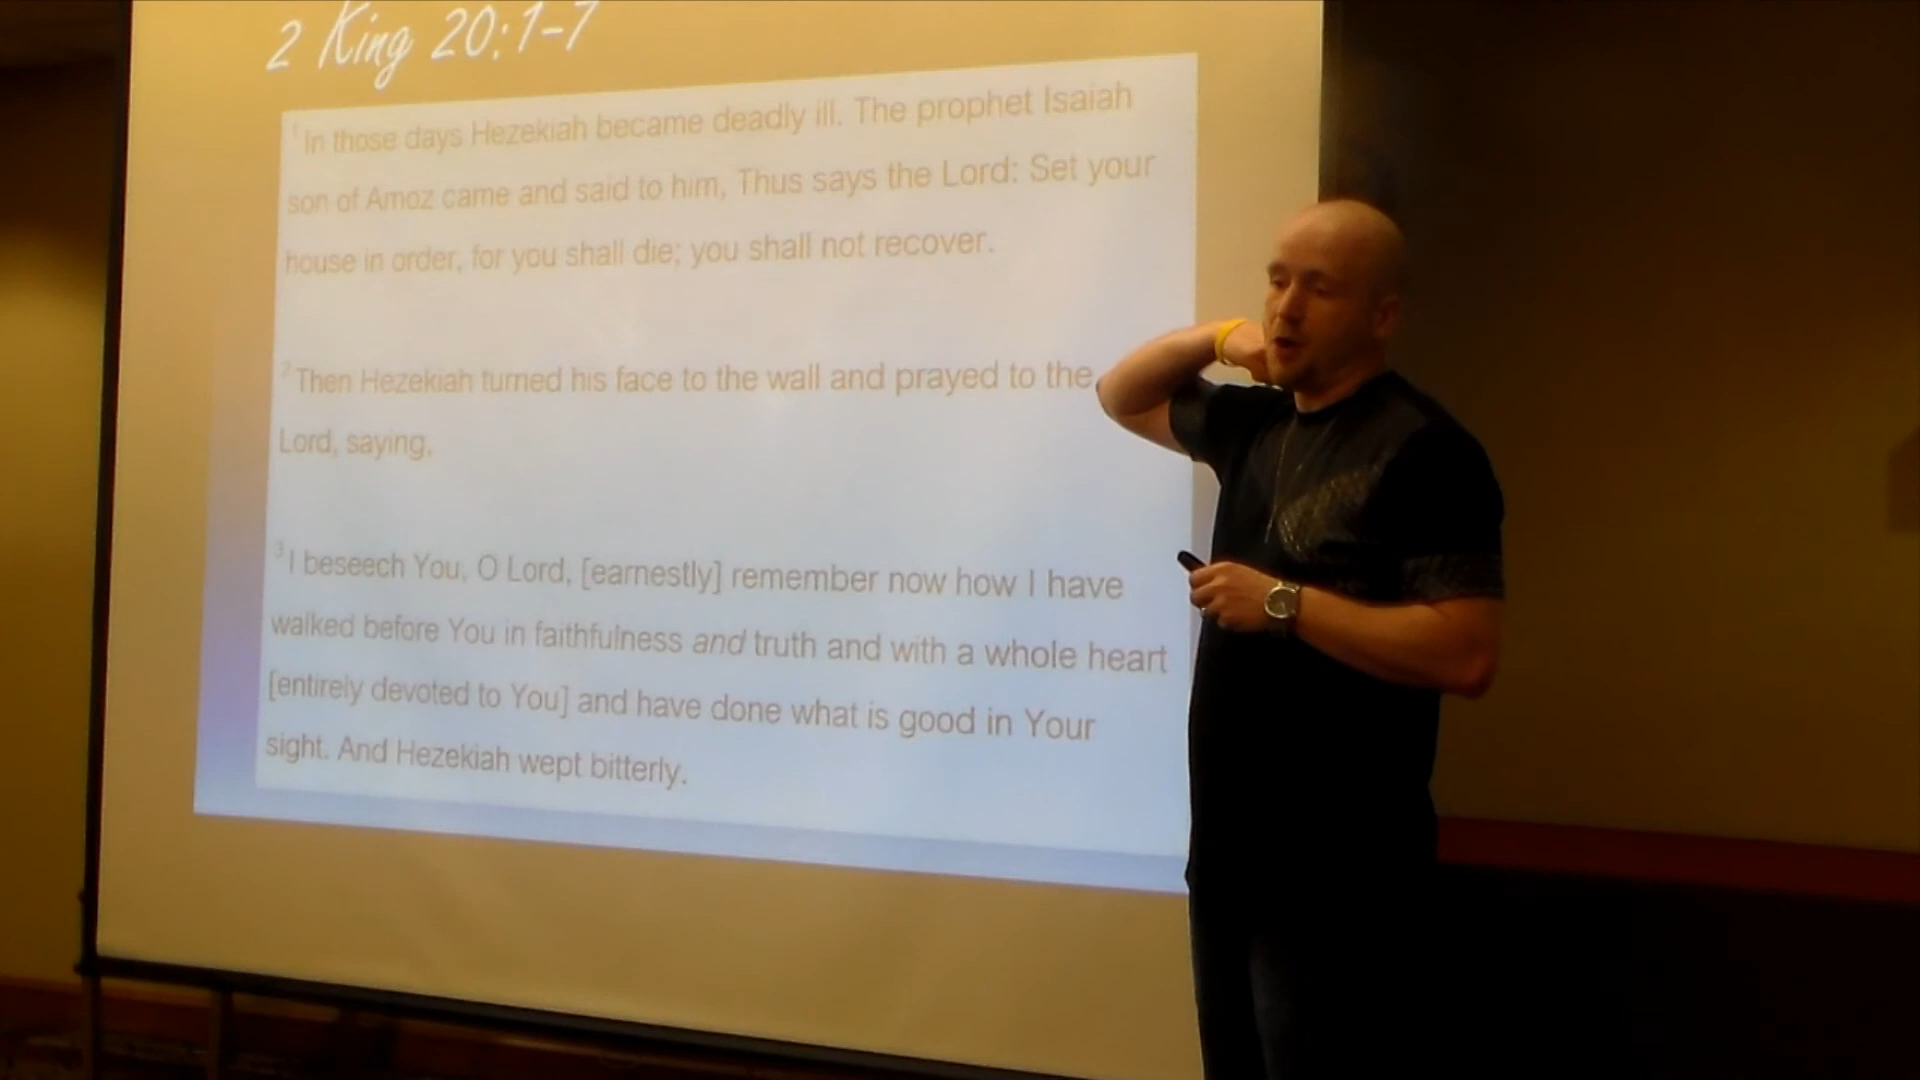 2 King 20:1-7
1 In those days Hezekiah became deadly ill. The prophet Isaiah
son of Amoz came and said to him, Thus says the Lord: Set your
house in order, for you shall die; you shall not recover.
2 Then Hezekiah turned his face to the wall and prayed to the
Lord, saying,
3 I beseech You, O Lord, [earnestly] remember now how I have
walked before You in faithfulness and truth and with a whole heart
[entirely devoted to You] and have done what is good in Your
sight. And Hezekiah wept bitterly.